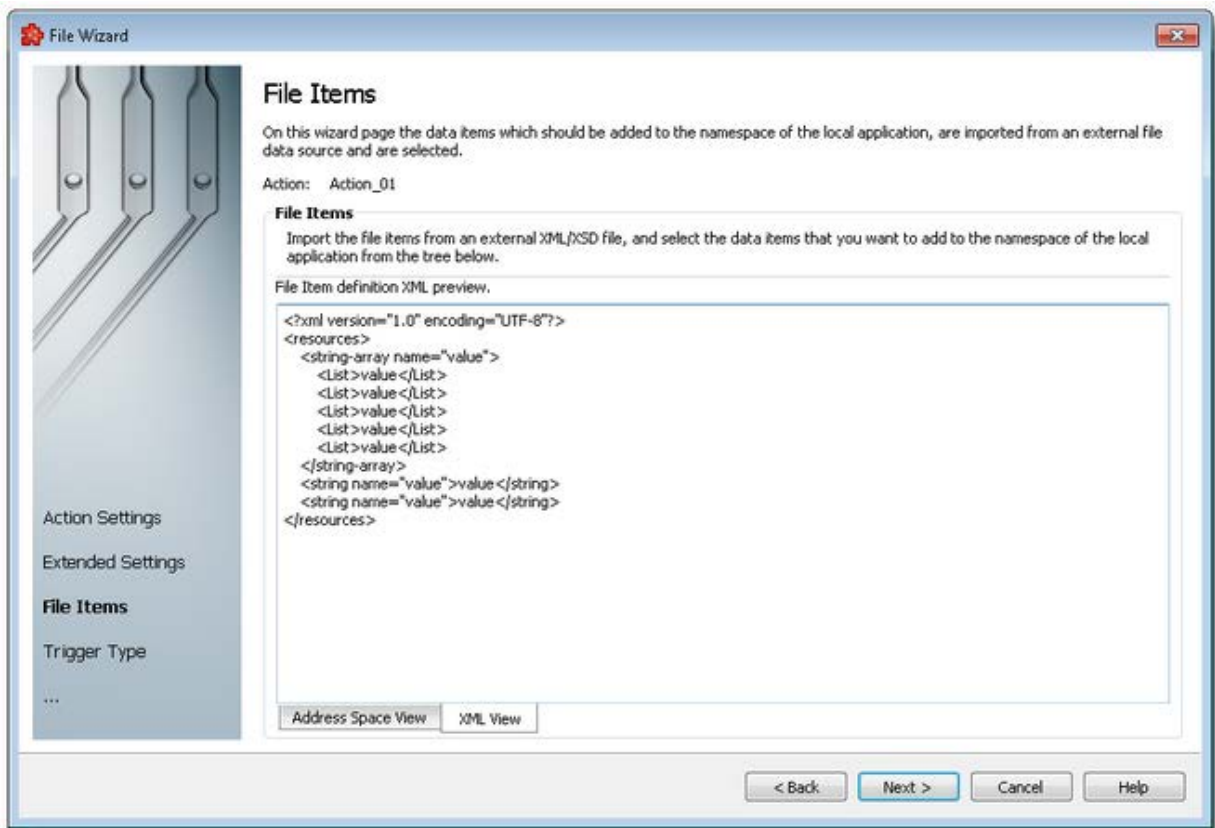 File Wizard
File Items
On this wizard page the data items which should be added to the namespace of the local application, are imported from an external file
data source and are selected.
Action: Action_01
File Items
Import the file items from an external XML/XSD file, and select the data items that you want to add to the namespace of the local
application from the tree below.
File Item definition XML preview.
<?xml version="1.0" encoding="UTF-8"?>
<resources>
<string-array name="value">
<List>value</List>
<List>value</List>
<List>value</List>
<List>value</List>
<List>value</List>
</string-array>
<string name="value">value</string>
<string name="value">value</string>
</resources>
Action Settings
Extended Settings
File Items
Trigger Type
...
Address Space View XML View
< Back Next > Cancel Help